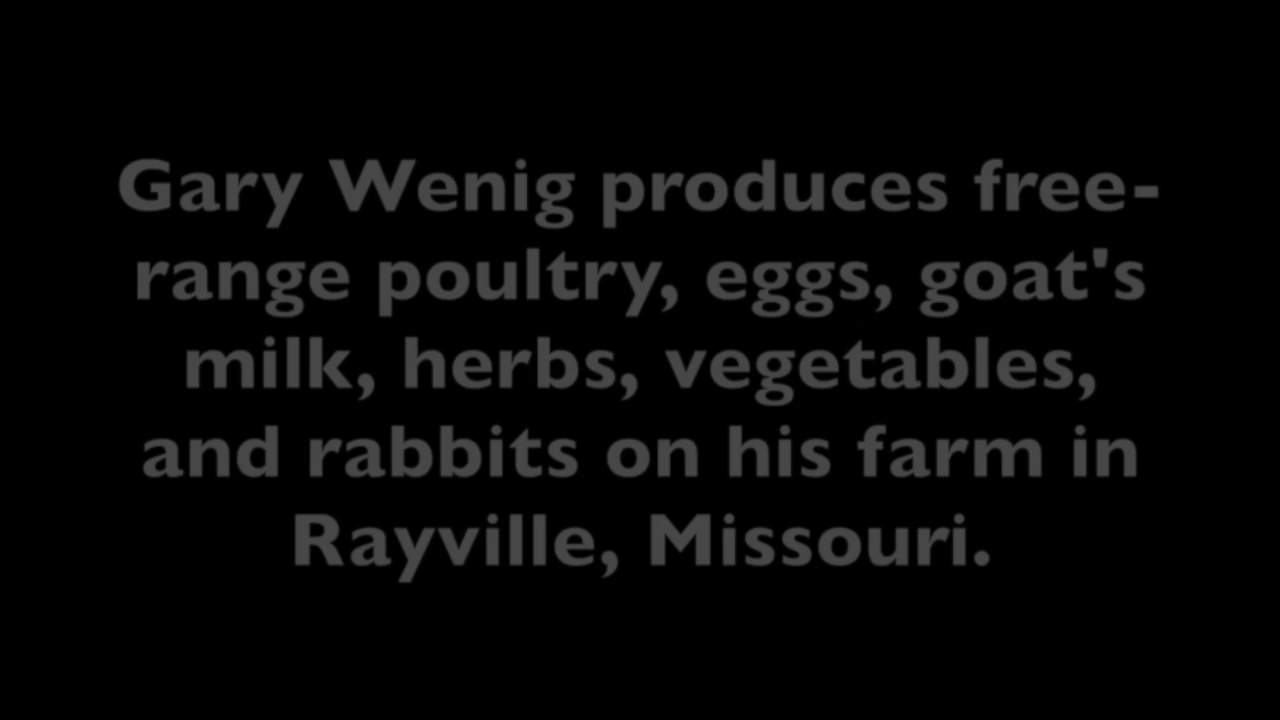 Gary Wenig produces free-
range poultry, eggs, goat's
milk, herbs, vegetables,
and rabbits on his farm in
Rayville, Missouri.